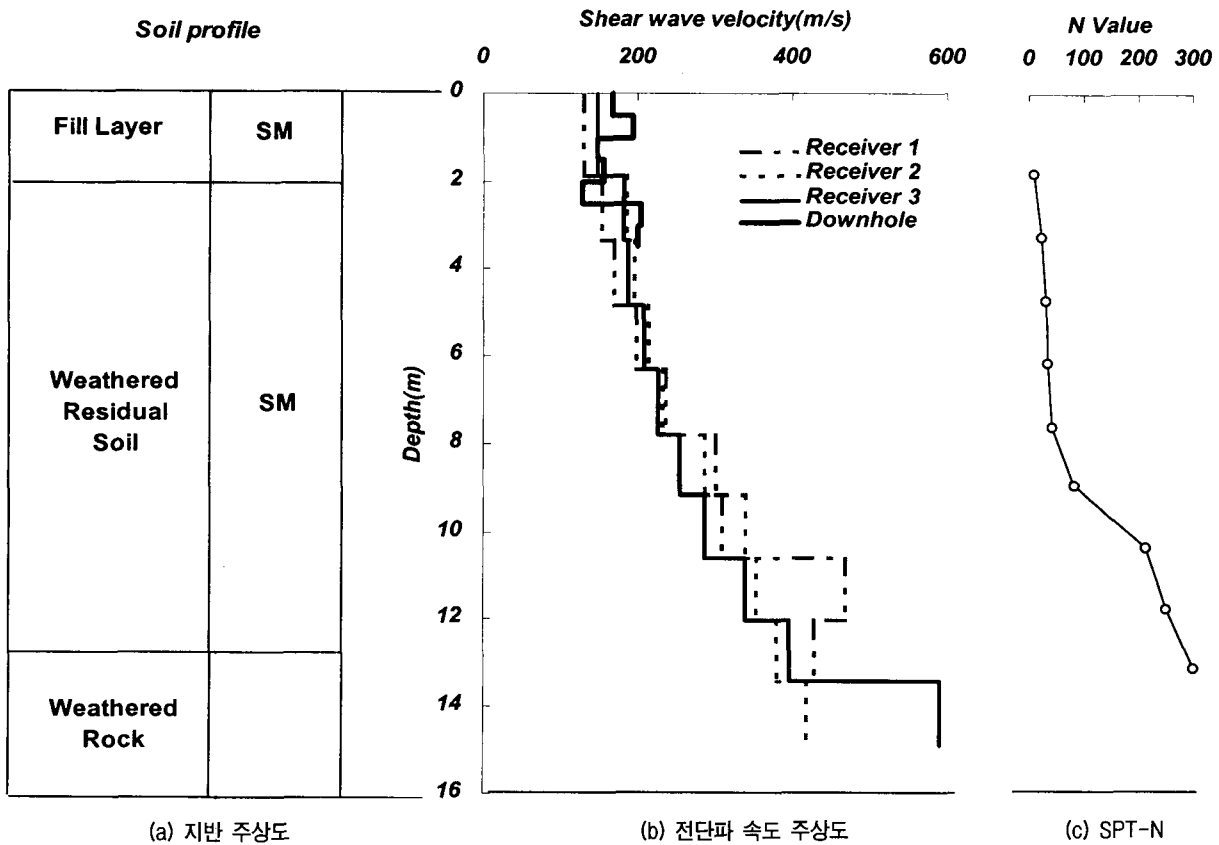 Soil profile
Fill Layer
SM
Weathered
Residual
Soil
SM
Weathered
Rock
(a) 지반 주상도
Shear wave velocity(m/s)
0 200 400 600
Depth(m)
0
2
4
6
8
10
12
14
16
Receiver 1
Receiver 2
Receiver 3
Downhole
(b) 전단파 속도 주상도
N Value
0 100 200 300
(c) SPT-N